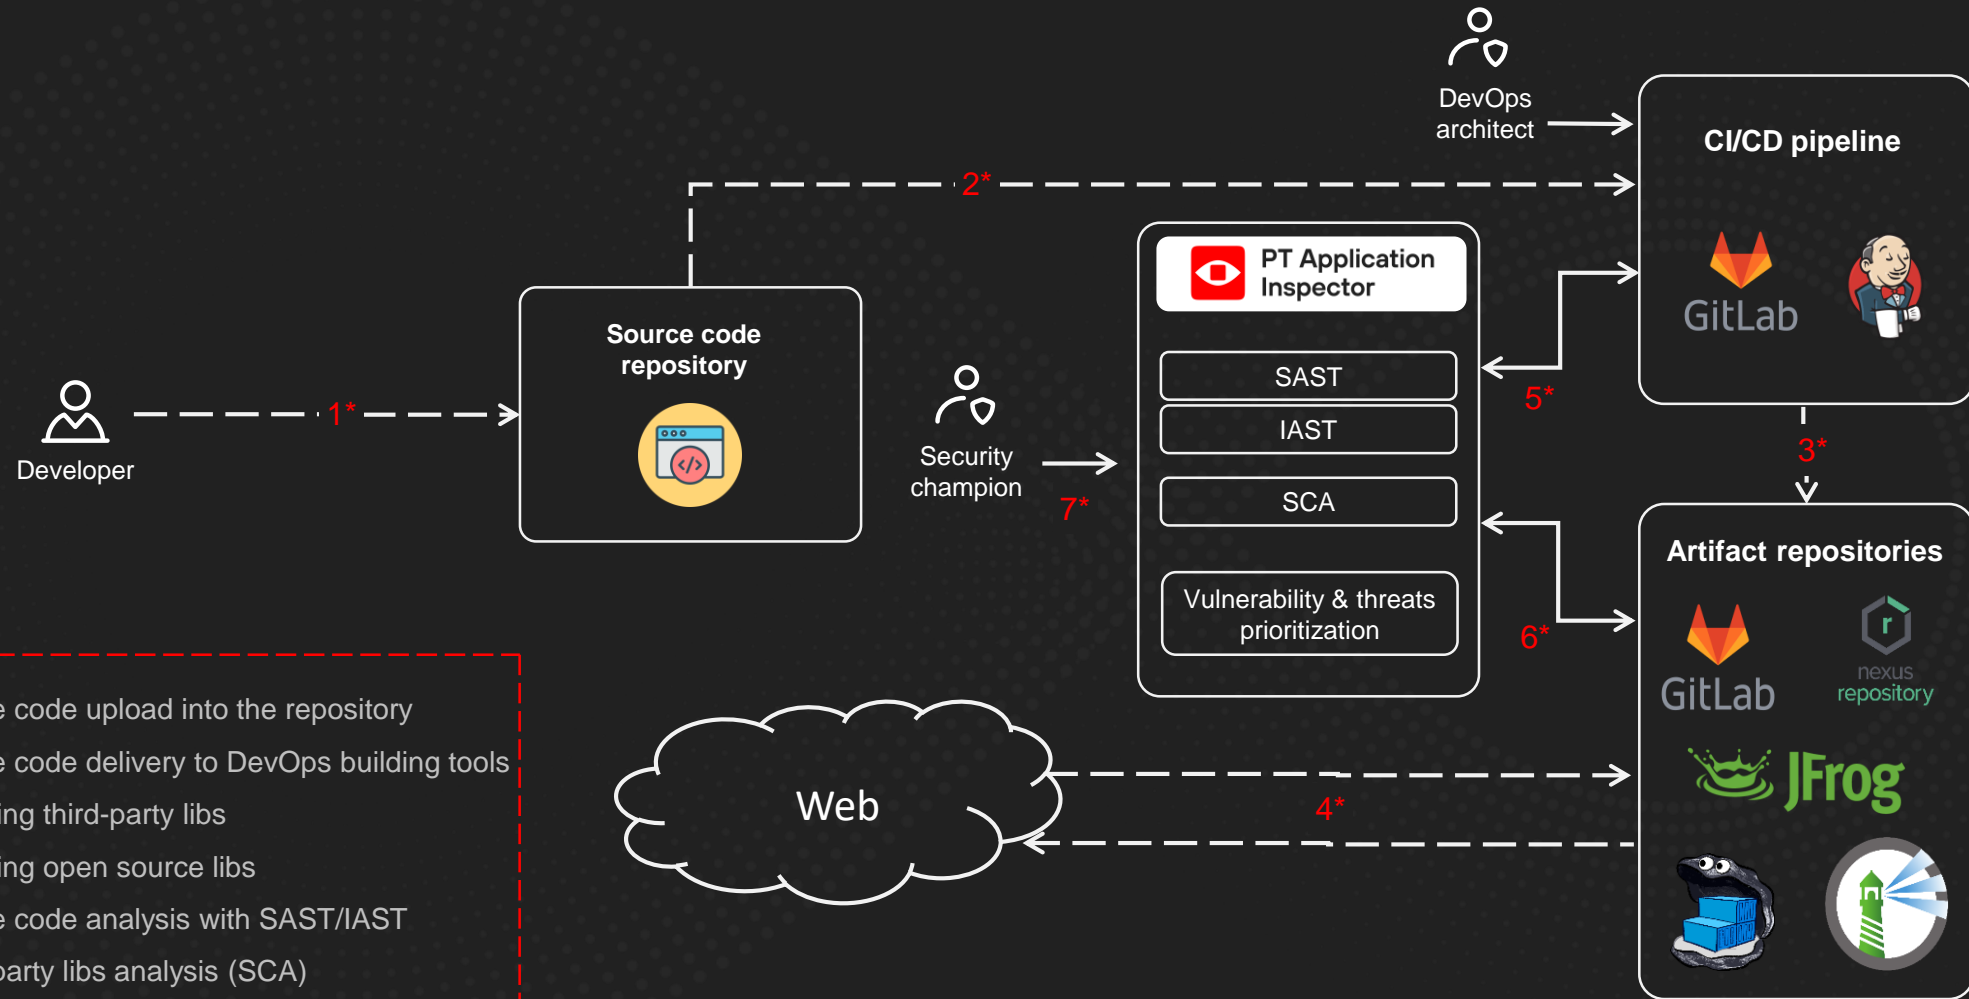 DevOps
architect
CI/CD pipeline
2*
PT Application
Inspector
GitLab
Source code
repository
SAST
5*
1*
IAST
3*
Developer
Security
champion
7*
SCA
Artifact repositories
Vulnerability & threats
prioritization
6*
GitLab
r
nexus
repository
code upload into the repository
code delivery to DevOps building tools
third-party libs
open source libs
code analysis with SAST/IAST
party libs analysis (SCA)
Web
4*
JFrog